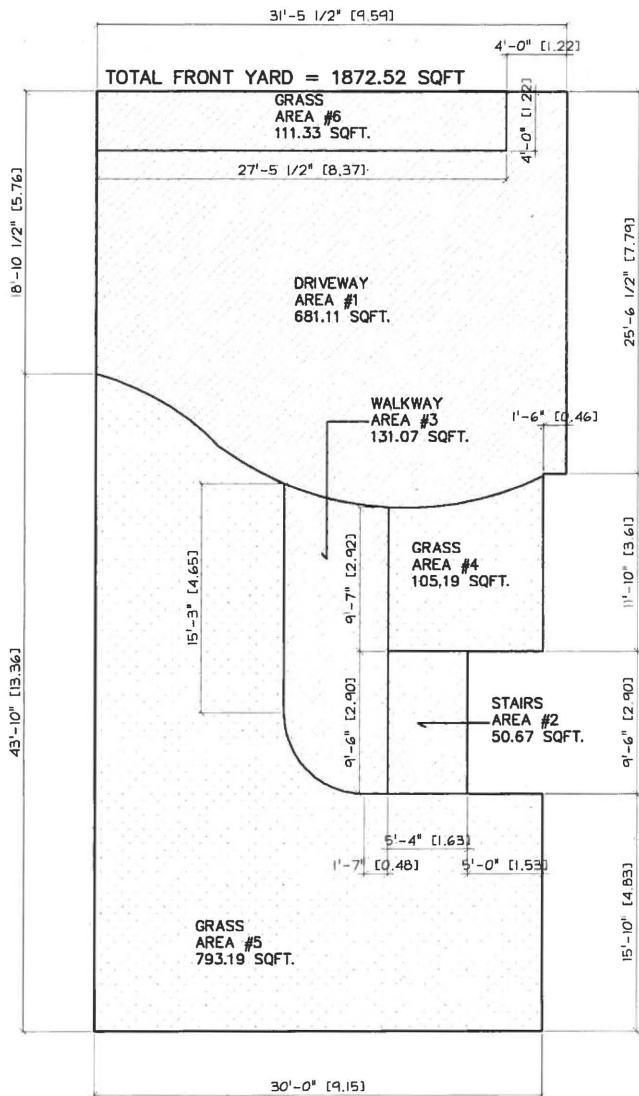 31'-5 1/2" [9.59]
4'-0" [1.22]
TOTAL FRONT YARD = 1872.52 SQFT
GRASS
AREA #6
111.33 SQFT.
4'-0" [1.22]
27'-5 1/2" [8.37]
18'-10 1/2" [5.76]
25'-6 1/2" [7.79]
DRIVEWAY
AREA #1
681.11 SQFT.
WALKWAY
AREA #3
131.07 SQFT.
1'-6" [0.46]
15'-3" [4.65]
9'-7" [2.92]
GRASS
AREA #4
105.19 SQFT.
11'-10" [3.61]
43'-10" [13.36]
9'-6" [2.90]
STAIRS
AREA #2
50.67 SQFT.
9'-6" [2.90]
5'-4" [1.63]
1'-7" [0.48]
5'-0" [1.53]
15'-10" [4.83]
GRASS
AREA #5
793.19 SQFT.
30'-0" [9.15]